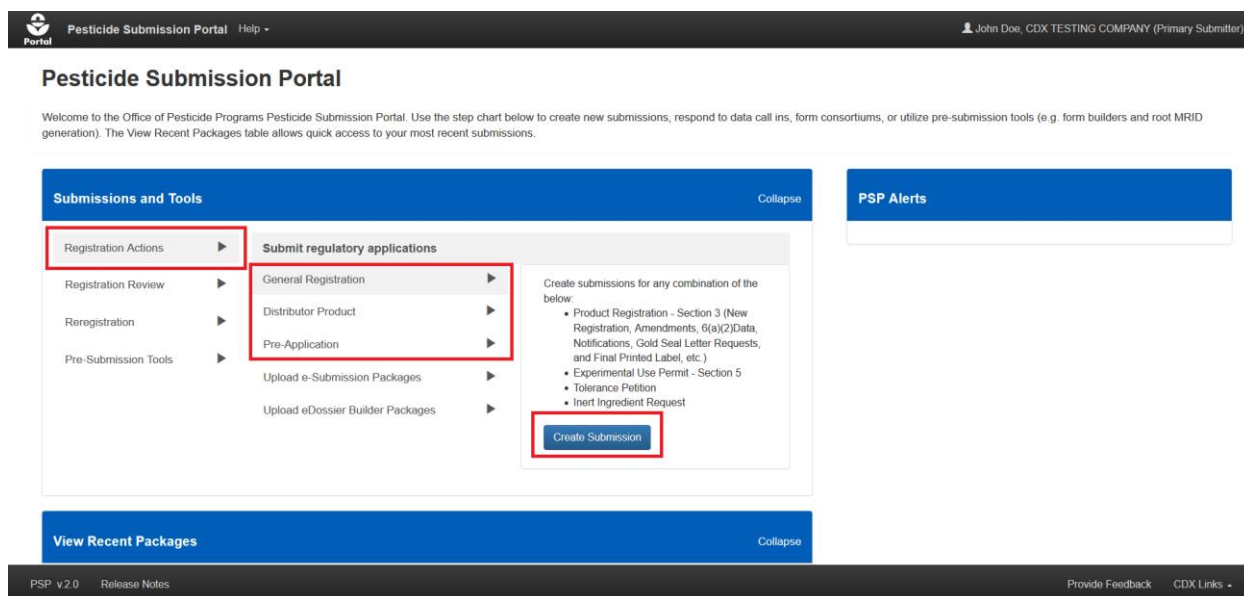 Portal
Pesticide Submission Portal Help
John Doe, CDX TESTING COMPANY (Primary Submitter)
Pesticide Submission Portal
Welcome to the Office of Pesticide Programs Pesticide Submission Portal. Use the step chart below to create new submissions, respond to data call ins, form consortiums, or utilize pre-submission tools (e.g. form builders and root MRID
generation). The View Recent Packages table allows quick access to your most recent submissions.
Submissions and Tools
Collapse
Registration Actions
Registration Review
Reregistration
Pre-Submission Tools
Submit regulatory applications
General Registration
Distributor Product
Pre-Application
Upload e-Submission Packages
Upload eDossier Builder Packages
Create submissions for any combination of the
below:
• Product Registration - Section 3 (New
Registration, Amendments, 6(a)(2)Data,
Notifications, Gold Seal Letter Requests,
and Final Printed Label, etc.)
• Experimental Use Permit - Section 5
• Tolerance Petition
• Inert Ingredient Request
Create Submission
PSP Alerts
View Recent Packages
Collapse
PSP v.2.0 Release Notes
Provide Feedback CDX Links